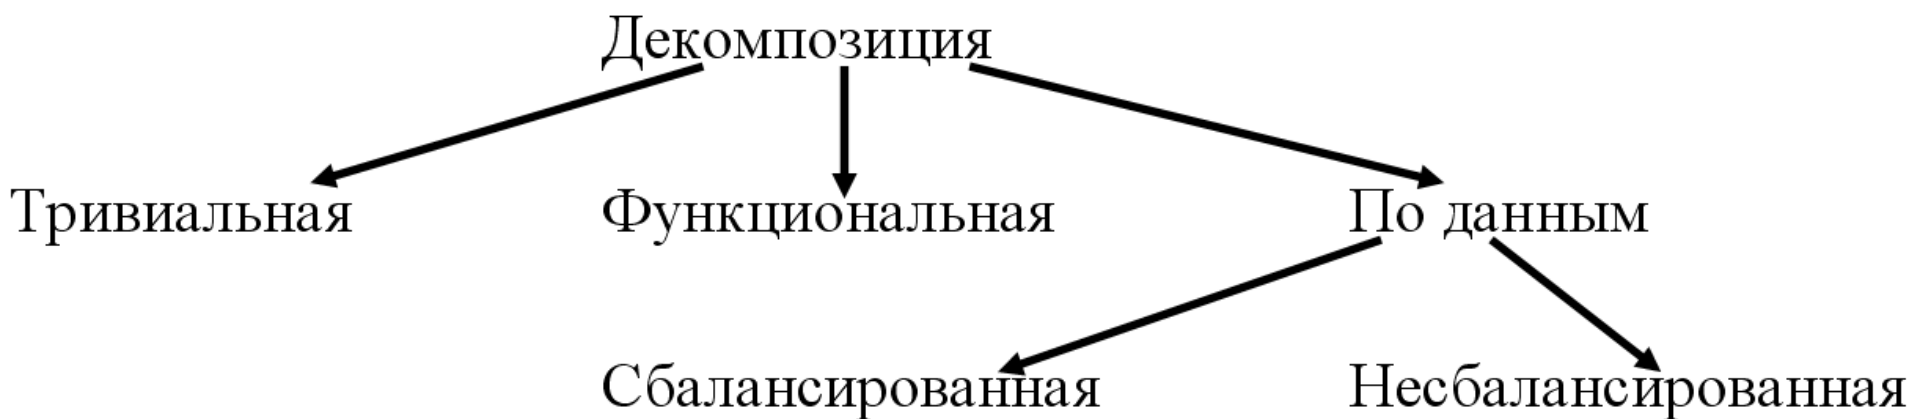 Декомпозиция
Тривиальная
Функциональная
По данным
Сбалансированная
Несбалансированная